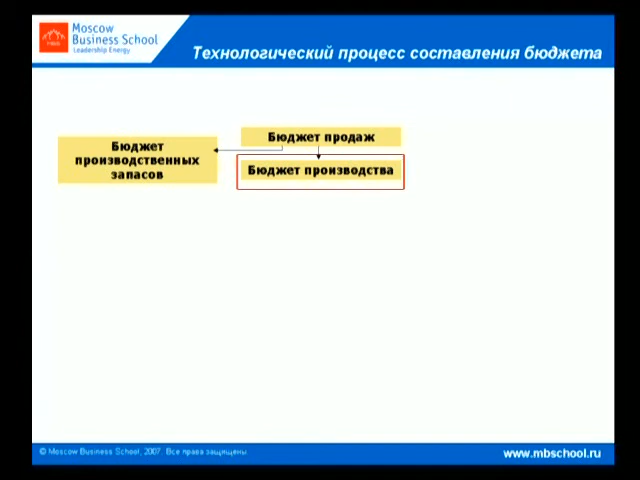 Moscow
Business School
Leadership Energy
Технологический процесс составления бюджета
Бюджет продаж
Бюджет
производственных
запасов
Бюджет производства
© Moscow Business School, 2007. Все права защищены
www.mbschool.ru